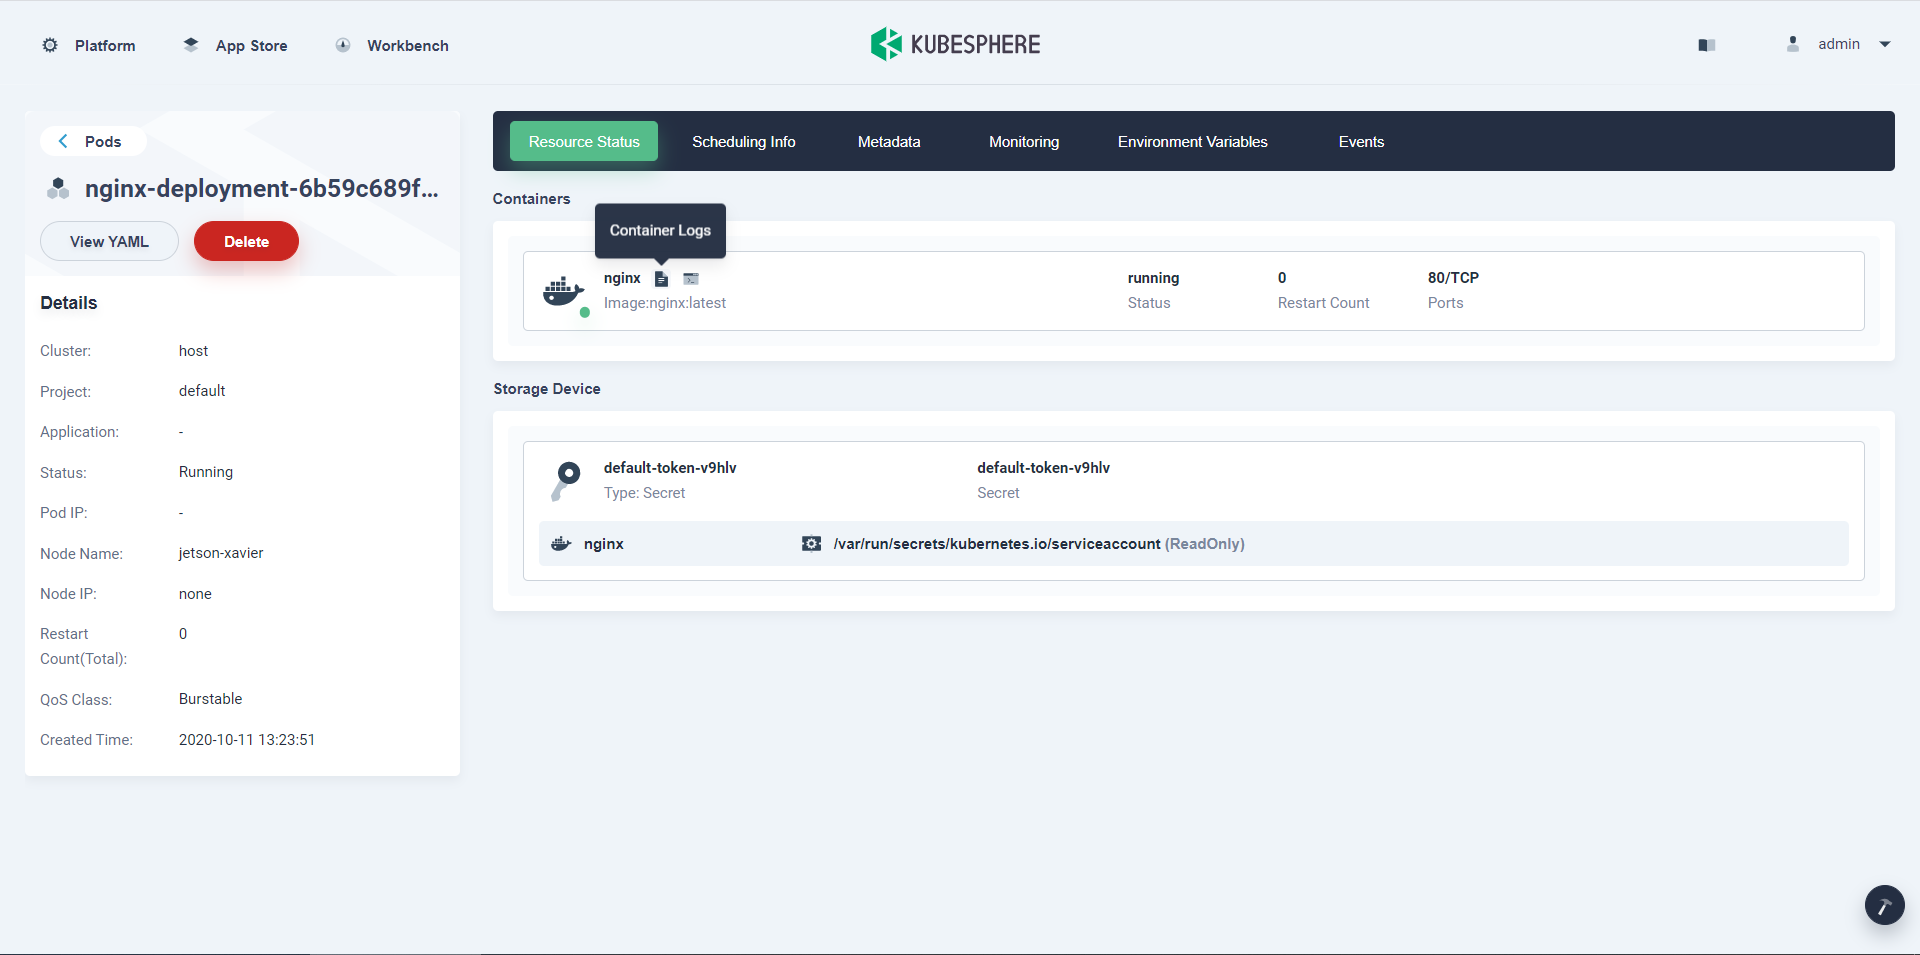 Platform
App Store
Workbench
KUBESPHERE
admin
Pods
nginx-deployment-6b59c689f...
View YAML
Delete
Details
Cluster: host
Project: default
Application: -
Status: Running
Pod IP: -
Node Name: jetson-xavier
Node IP: none
Restart 0
Count(Total):
QoS Class: Burstable
Created Time: 2020-10-11 13:23:51
Resource Status
Scheduling Info
Metadata
Monitoring
Environment Variables
Events
Containers
Container Logs
nginx
Image:nginx:latest
running
Status
0
Restart Count
80/TCP
Ports
Storage Device
default-token-v9hlv
Type: Secret
default-token-v9hlv
Secret
nginx
/var/run/secrets/kubernetes.io/serviceaccount (ReadOnly)